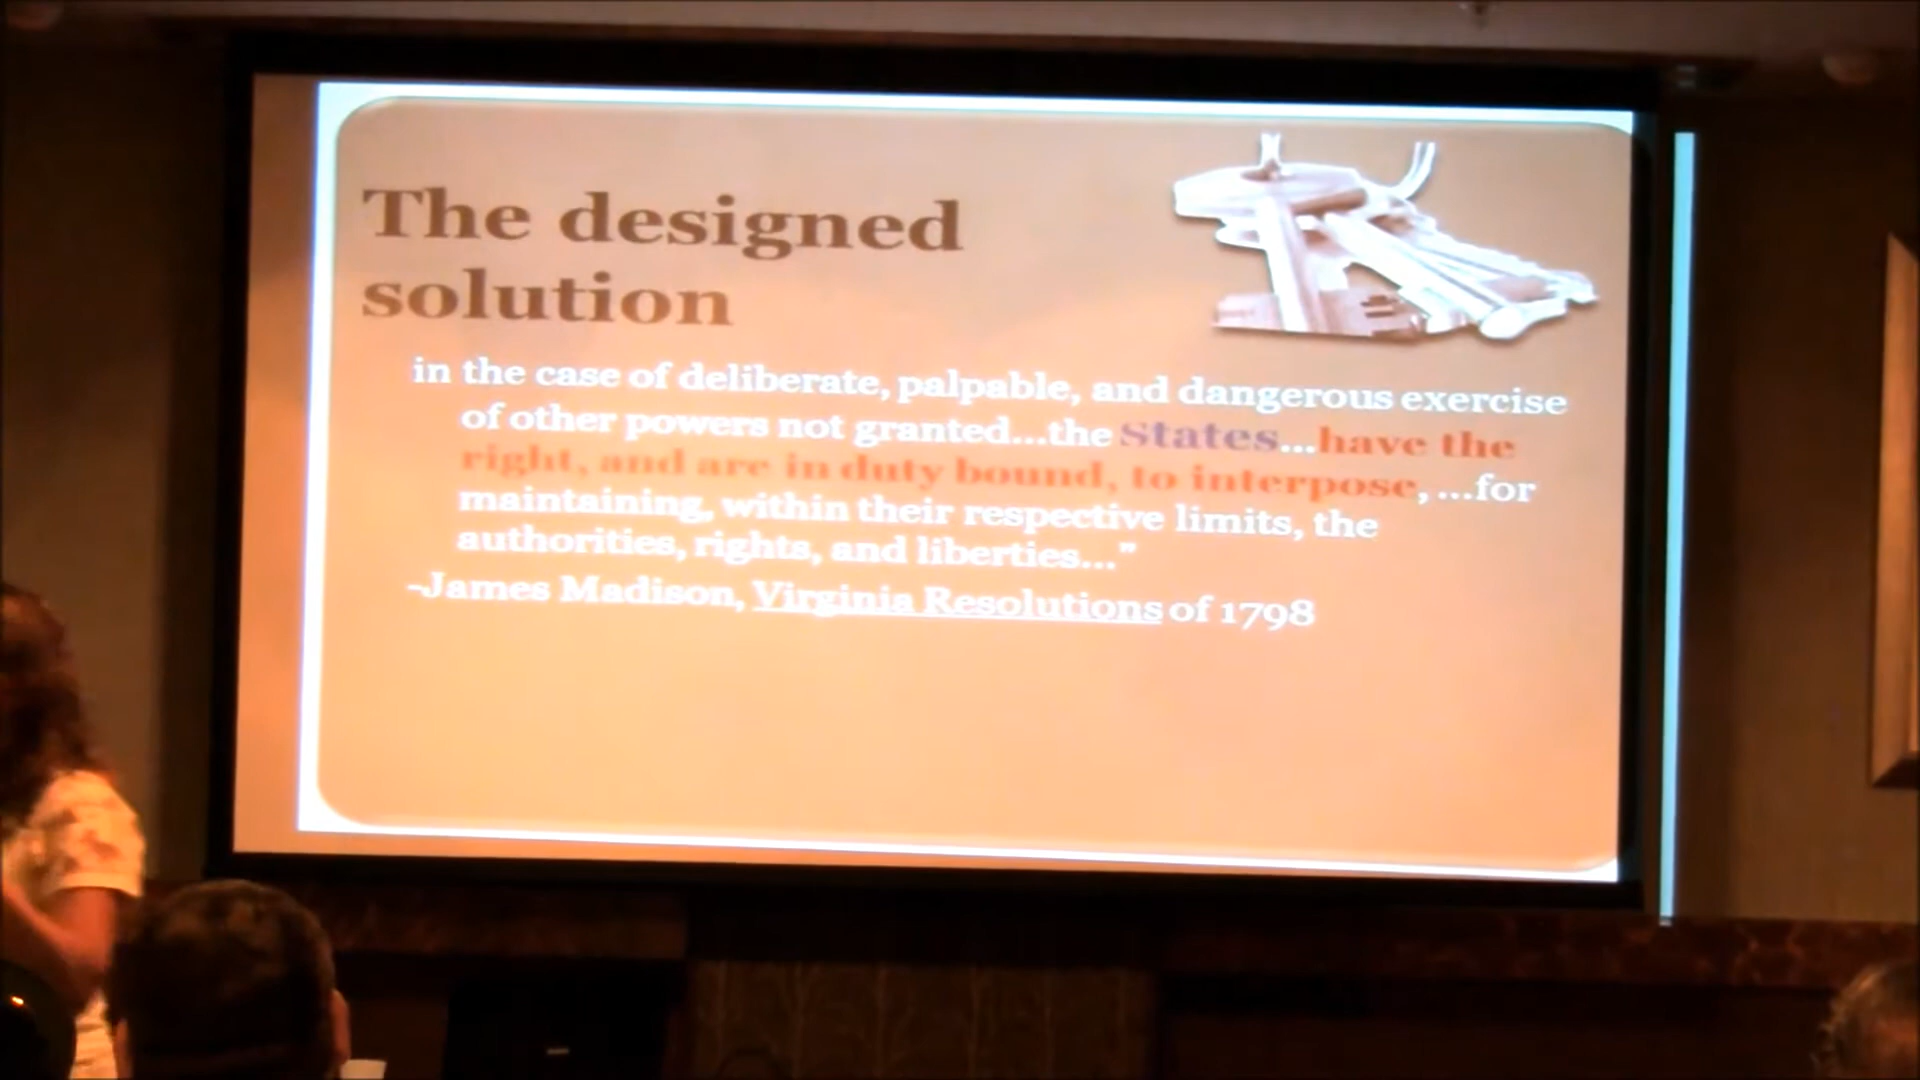 The designed
solution
in the case of deliberate, palpable, and dangerous exercise
of other powers not granted...the States...have the
right, and are in duty bound, to interpose, ...for
maintaining, within their respective limits, the
authorities, rights, and liberties..."
-James Madison, Virginia Resolutions of 1798